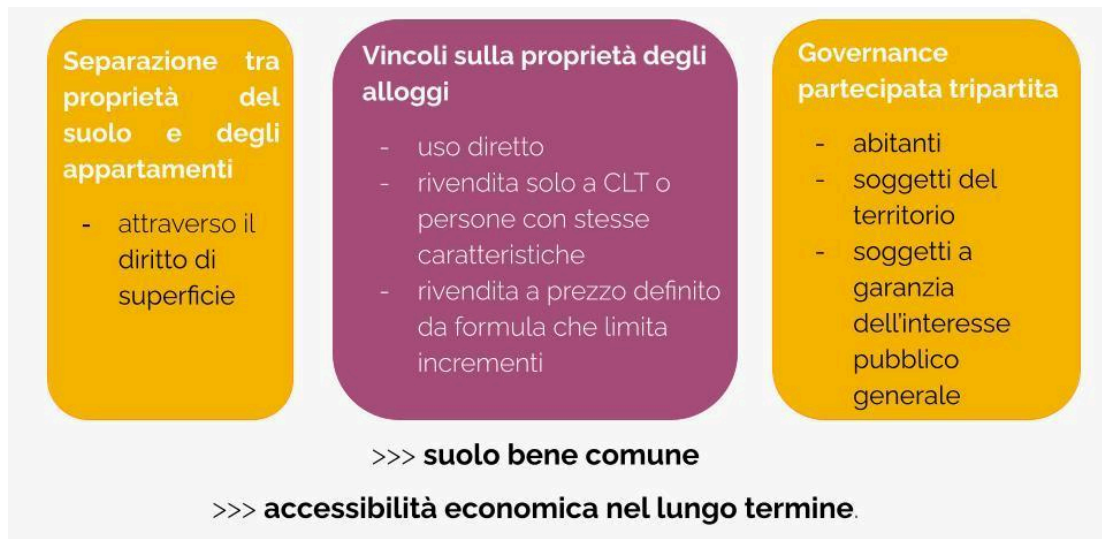 Separazione tra
proprietà del
suolo e degli
appartamenti
- attraverso il
diritto di
superficie
Vincoli sulla proprietà degli
alloggi
- uso diretto
- rivendita solo a CLT o
persone con stesse
caratteristiche
- rivendita a prezzo definito
da formula che limita
incrementi
Governance
partecipata tripartita
- abitanti
- soggetti del
territorio
- soggetti a
garanzia
dell'interesse
pubblico
generale
>>> suolo bene comune
>>> accessibilità economica nel lungo termine.